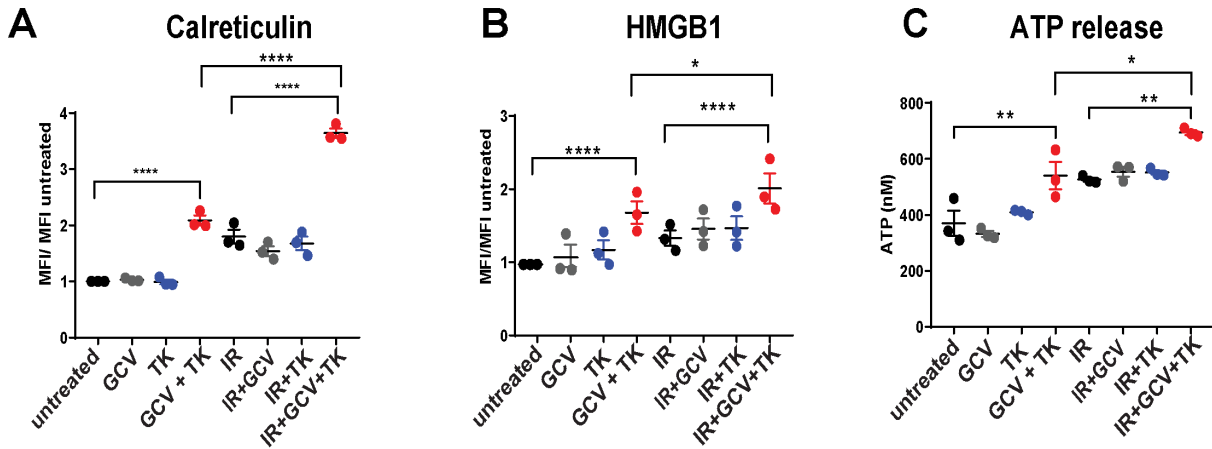 A
Calreticulin
MFI/ MFI untreated
4
3
2
1
0
****
****
****
untreated
GCV
TK
GCV + TK
IR
IR+GCV
IR+TK
IR+GCV+TK
B
HMGB1
MFI/MFI untreated
3
2
1
0
*
****
****
untreated
GCV
TK
GCV + TK
IR
IR+GCV
IR+TK
IR+GCV+TK
C
ATP release
ATP (nM)
800
600
400
200
0
*
**
**
untreated
GCV
TK
GCV + TK
IR
IR+GCV
IR+TK
IR+GCV+TK